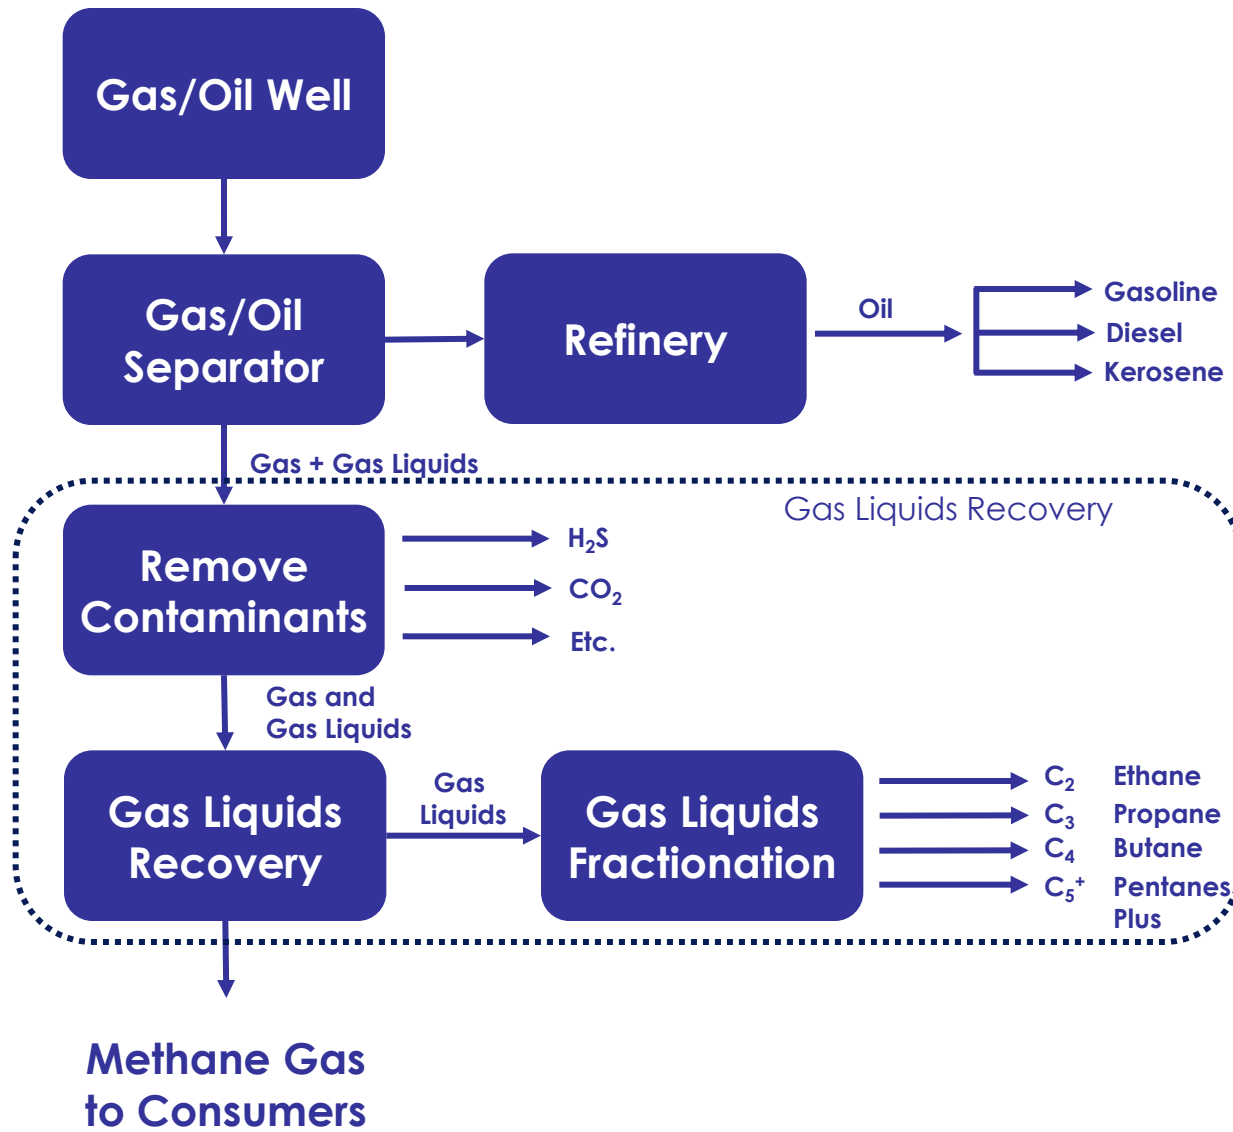 Gas/Oil Well
Gas/Oil
Separator
Refinery
Oil
Gasoline
Diesel
Kerosene
Gas + Gas Liquids
Gas Liquids Recovery
Remove
Contaminants
H₂S
CO₂
Etc.
Gas and
Gas Liquids
Gas Liquids
Recovery
Gas
Liquids
Gas Liquids
Fractionation
C₂ Ethane
C₃ Propane
C₄ Butane
C₅⁺ Pentanes
Plus
Methane Gas
to Consumers